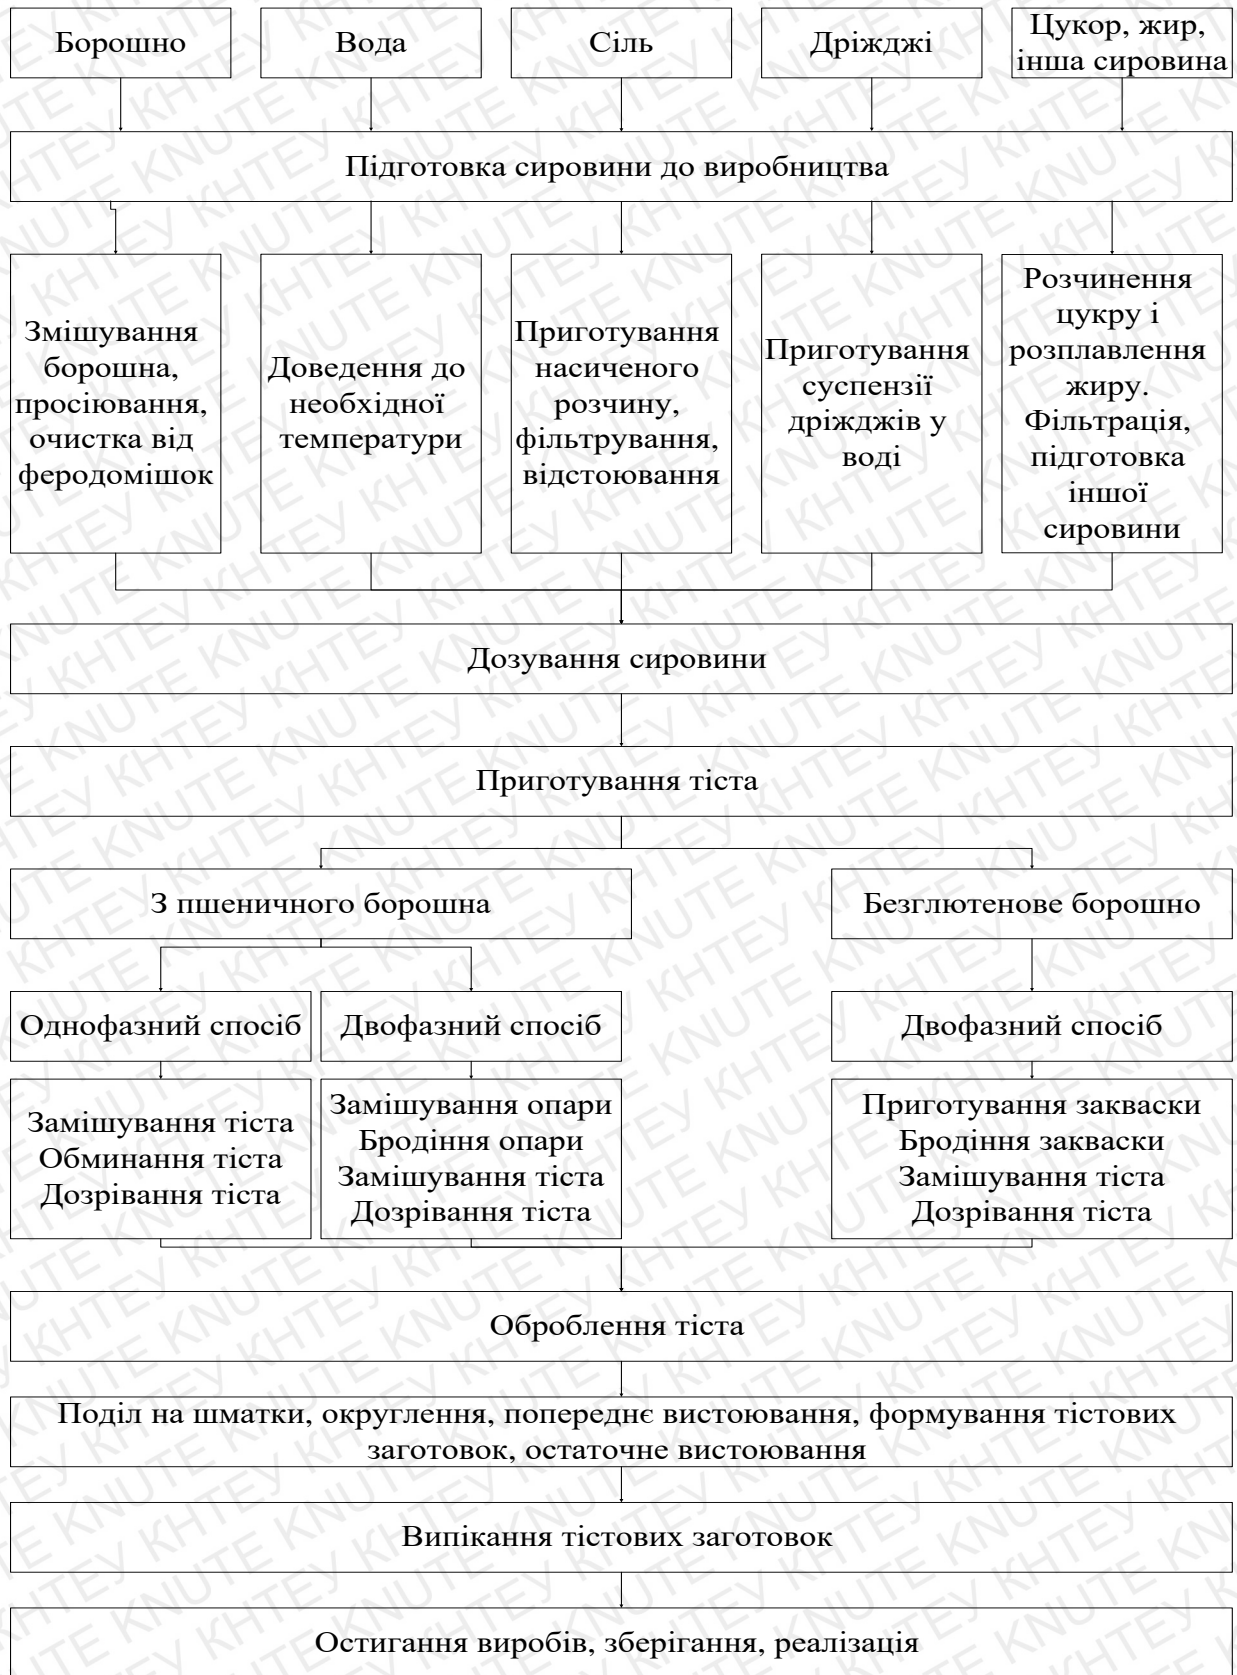 Борошно
Вода
Сіль
Дріжджі
Цукор, жир,
інша сировина
Підготовка сировини до виробництва
Змішування
борошна,
просіювання,
очистка від
феродомішок
Доведення до
необхідної
температури
Приготування
насиченого
розчину,
фільтрування,
відстоювання
Приготування
суспензії
дріжджів у
воді
Розчинення
цукру і
розплавлення
жиру.
Фільтрація,
підготовка
іншої
сировини
Дозування сировини
Приготування тіста
З пшеничного борошна
Безглютенове борошно
Однофазний спосіб
Двофазний спосіб
Двофазний спосіб
Замішування тіста
Обминання тіста
Дозрівання тіста
Замішування опари
Бродіння опари
Замішування тіста
Дозрівання тіста
Приготування закваски
Бродіння закваски
Замішування тіста
Дозрівання тіста
Оброблення тіста
Поділ на шматки, округлення, попереднє вистоювання, формування тістових
заготовок, остаточне вистоювання
Випікання тістових заготовок
Остигання виробів, зберігання, реалізація